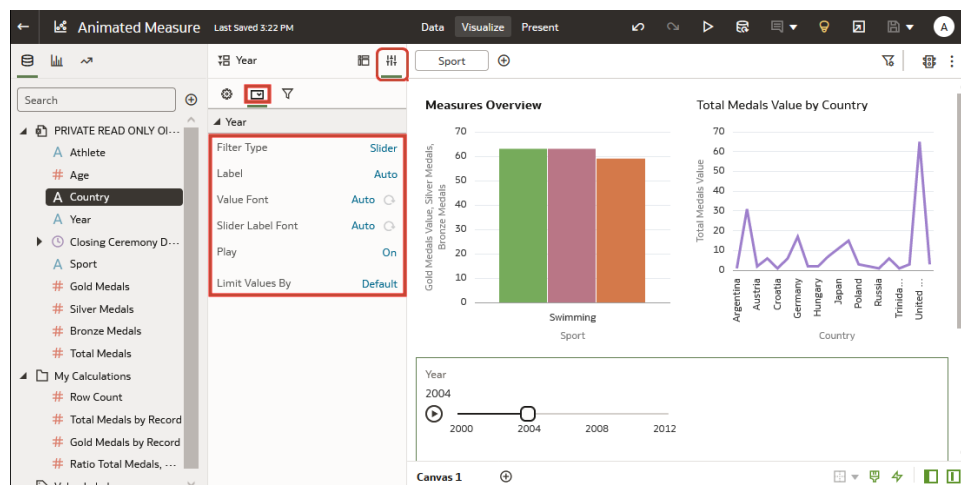 Animated Measure Last Saved 3:22 PM Data Visualize Present A
Year
Sport
Search
PRIVATE READ ONLY Ol...
Athlete
Age
Country
Year
Closing Ceremony D...
Sport
Gold Medals
Silver Medals
Bronze Medals
Total Medals
My Calculations
Row Count
Total Medals by Record
Gold Medals by Record
Ratio Total Medals, ...
Year
Filter Type Slider
Label Auto
Value Font Auto
Slider Label Font Auto
Play On
Limit Values By Default
Measures Overview
Gold Medals Value, Silver Medals,
Bronze Medals
70
60
50
40
30
20
10
0
Swimming
Sport
Total Medals Value by Country
Total Medals Value
70
60
50
40
30
20
10
0
Argentina
Austria
Croatia
Germany
Hungary
Japan
Poland
Russia
Trinida...
United ...
Country
Year
2004
2000 2004 2008 2012
Canvas 1